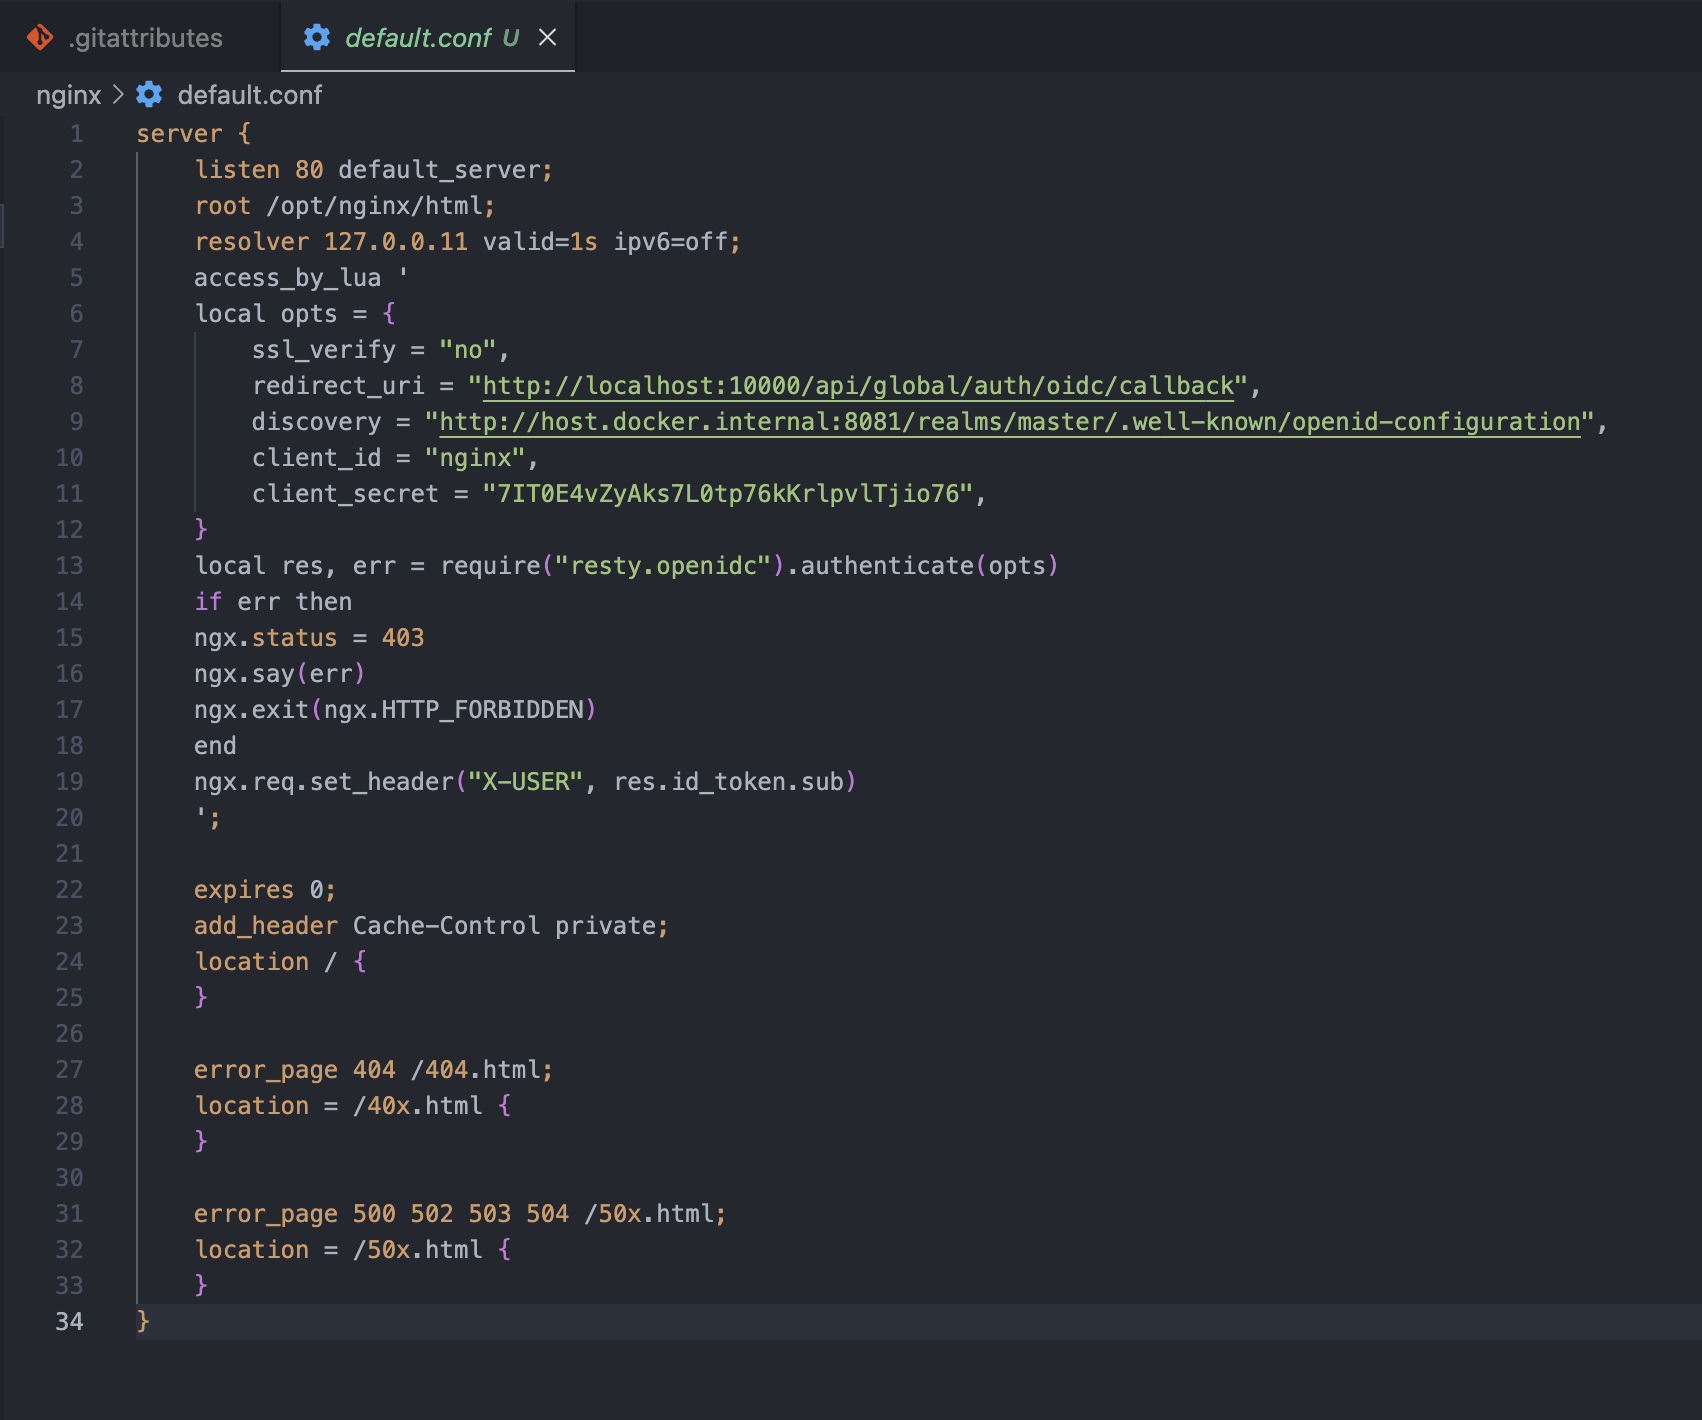 .gitattributes
default.conf U
nginx > default.conf
1 server {
2 listen 80 default_server;
3 root /opt/nginx/html;
4 resolver 127.0.0.11 valid=1s ipv6=off;
5 access_by_lua '
6 local opts = {
7 ssl_verify = "no",
8 redirect_uri = "http://localhost:10000/api/global/auth/oidc/callback",
9 discovery = "http://host.docker.internal:8081/realms/master/.well-known/openid-configuration",
10 client_id = "nginx",
11 client_secret = "7IT0E4vZyAks7L0tp76kKrlpvlTjio76",
12 }
13 local res, err = require("resty.openidc").authenticate(opts)
14 if err then
15 ngx.status = 403
16 ngx.say(err)
17 ngx.exit(ngx.HTTP_FORBIDDEN)
18 end
19 ngx.req.set_header("X-USER", res.id_token.sub)
20 ';
21
22 expires 0;
23 add_header Cache-Control private;
24 location / {
25 }
26
27 error_page 404 /404.html;
28 location = /40x.html {
29 }
30
31 error_page 500 502 503 504 /50x.html;
32 location = /50x.html {
33 }
34 }